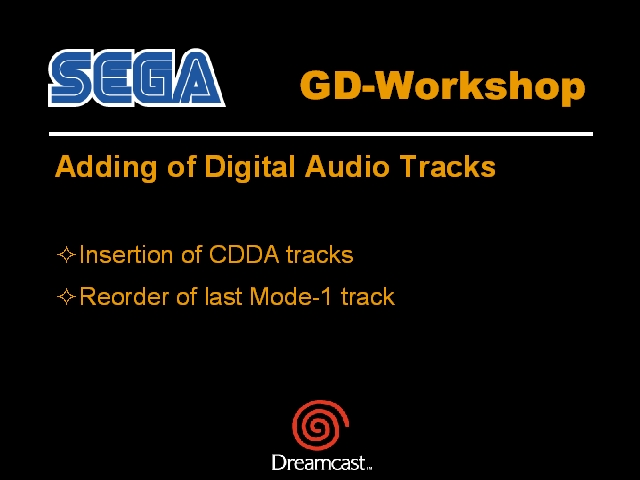 SEGA
GD-Workshop
Adding of Digital Audio Tracks
Insertion of CDDA tracks
Reorder of last Mode-1 track
Dreamcast™